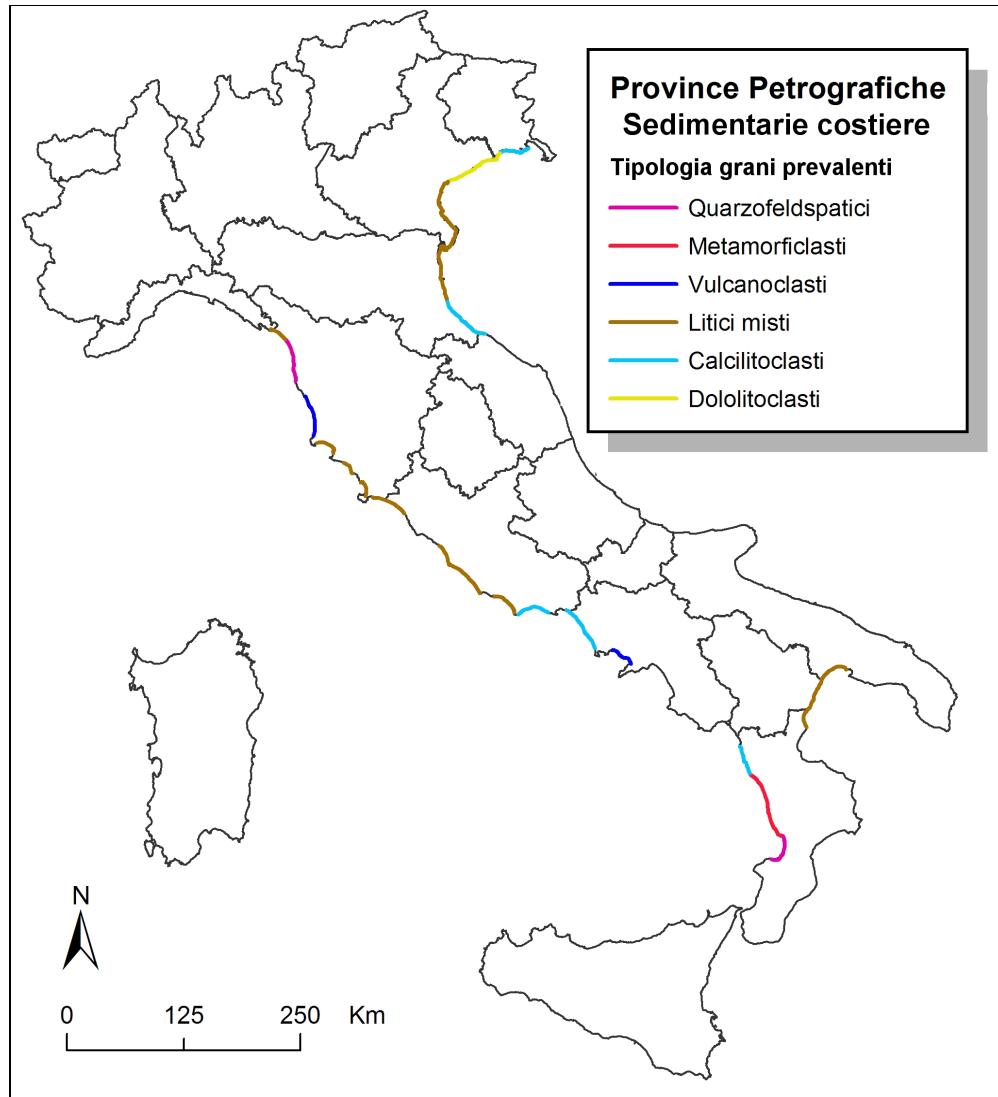 Province Petrografiche
Sedimentarie costiere
Tipologia grani prevalenti
Quarzofeldspatici
Metamorficlasti
Vulcanoclasti
Litici misti
Calcilitoclasti
Dololitoclasti
N
0 125 250 Km